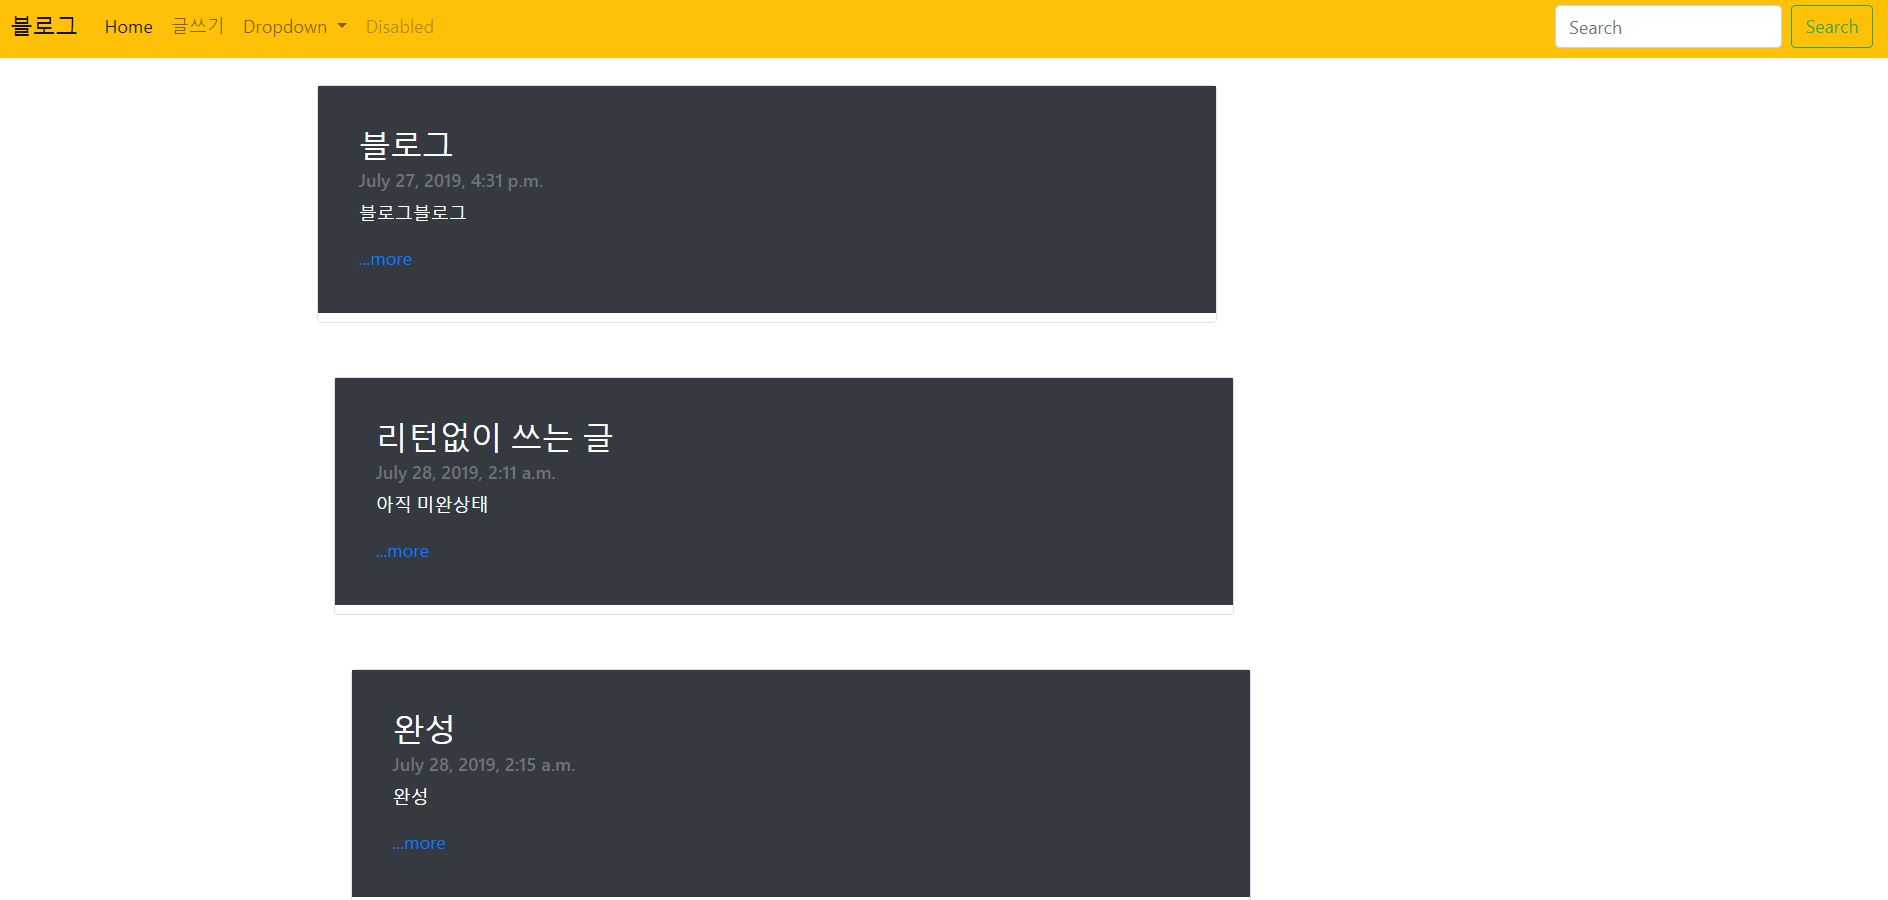 블로그 Home 글쓰기 Dropdown Disabled Search Search
블로그
July 27, 2019, 4:31 p.m.
블로그블로그
...more
리턴없이 쓰는 글
July 28, 2019, 2:11 a.m.
아직 미완상태
...more
완성
July 28, 2019, 2:15 a.m.
완성
...more